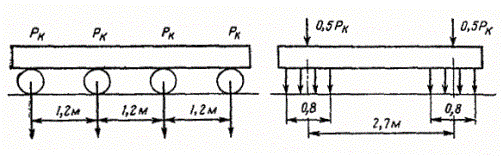 Pк Pк Pк Pк
1,2м 1,2м 1,2м
0,5Pк 0,5Pк
0,8 0,8
2,7м